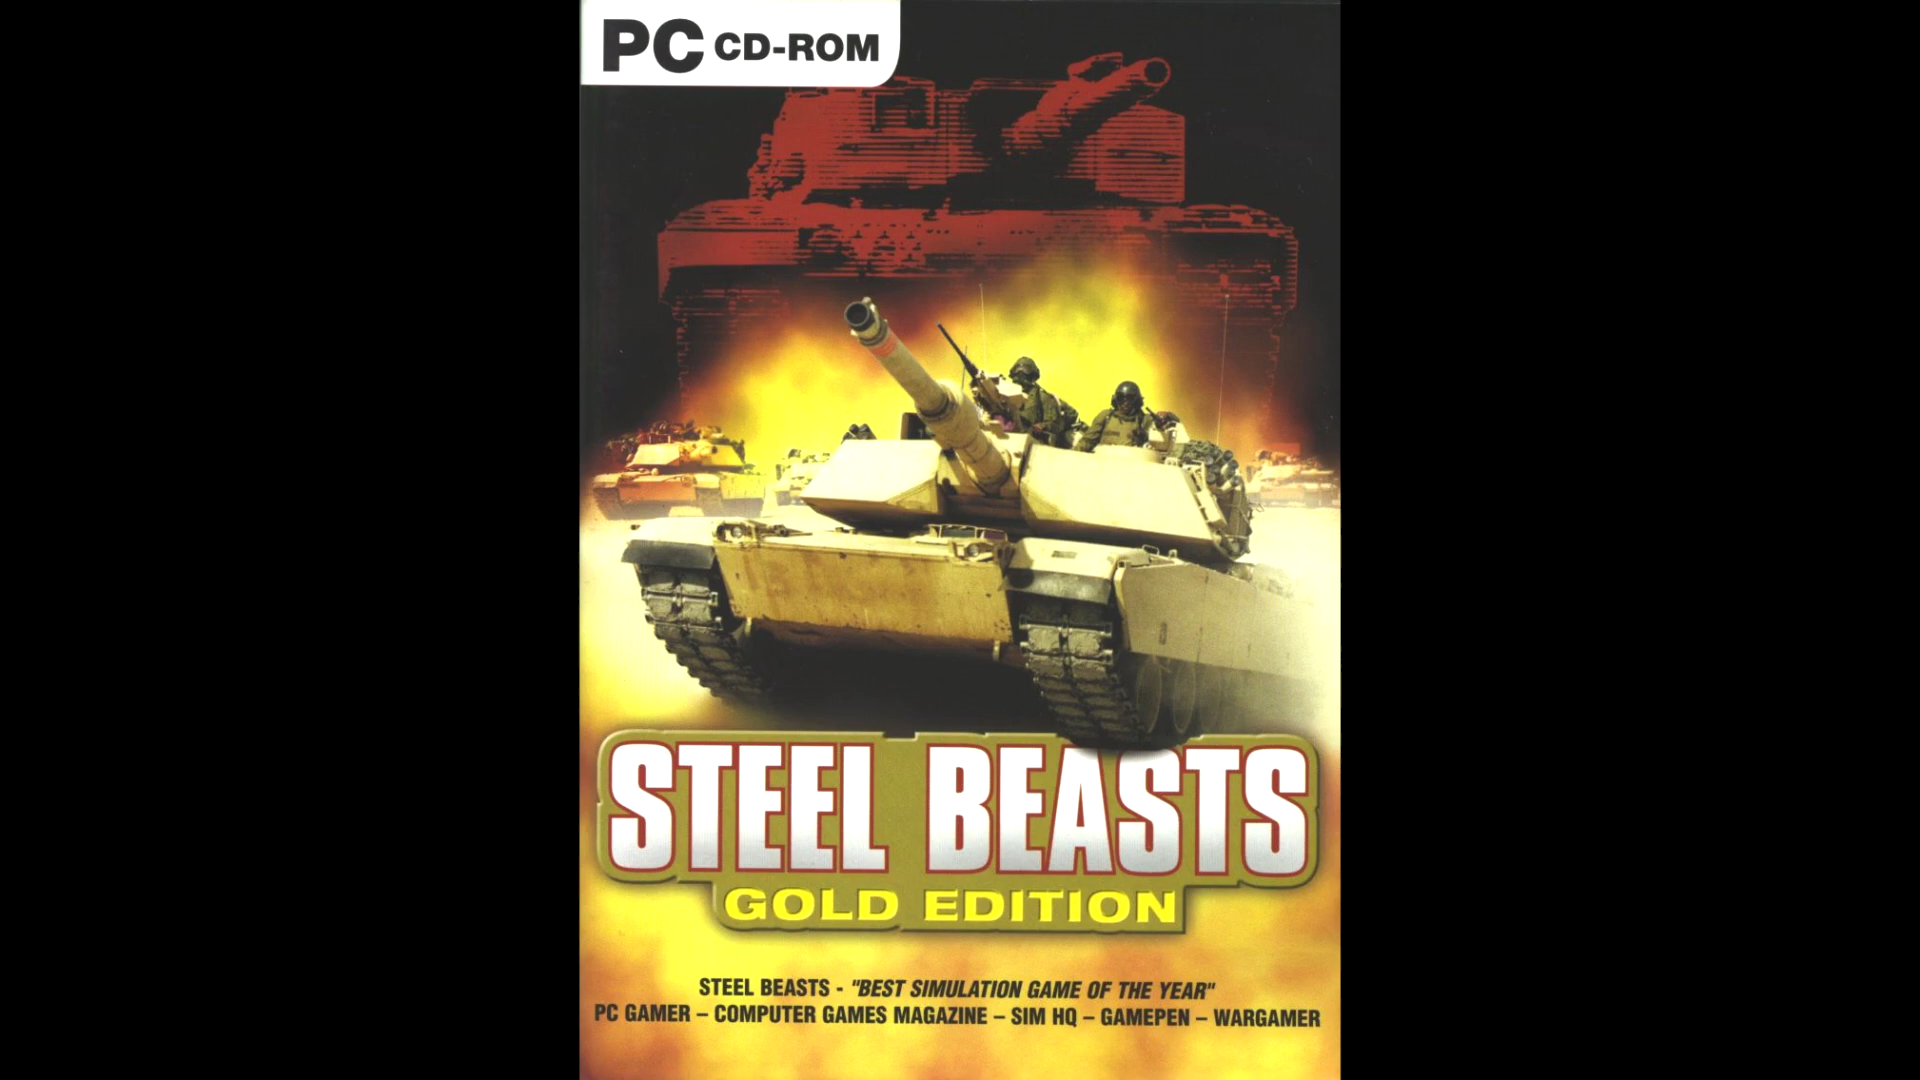 PC CD-ROM
STEEL BEASTS
GOLD EDITION
STEEL BEASTS - "BEST SIMULATION GAME OF THE YEAR"
PC GAMER – COMPUTER GAMES MAGAZINE – SIM HQ – GAMEPEN – WARGAMER